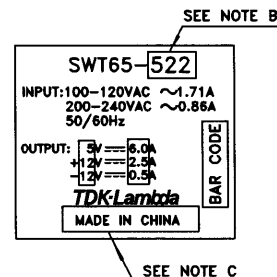 SEE NOTE B
SWT65-522
INPUT:100-120VAC ~1.71A
200-240VAC ~0.86A
50/60Hz
OUTPUT: 5V⎓6.0A
+12V⎓2.5A
-12V⎓0.5A
BAR CODE
TDK·Lambda
MADE IN CHINA
SEE NOTE C